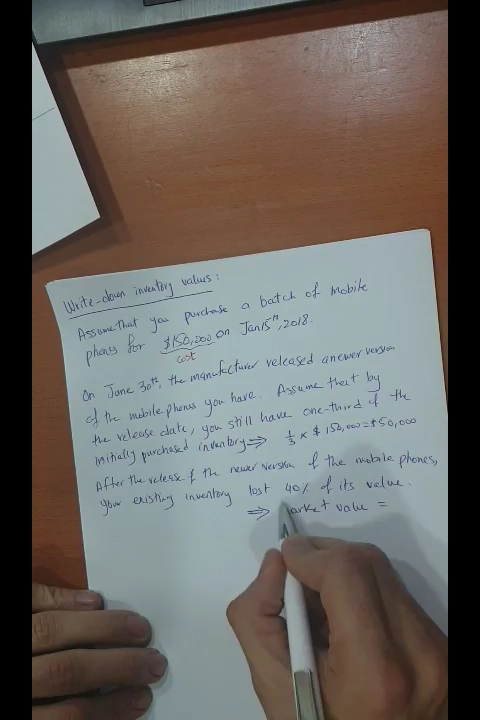 Write-down inventory values:
Assume that you purchase a batch of mobile
phones for $150,000 on Jan 15th, 2018.
cost
On June 30th, the manufacturer released a newer version
of the mobile phones you have. Assume that by
the release date, you still have one-third of the
initially purchased inventory ⇒ 1/3 x $150,000 = $50,000
After the release of the newer version of the mobile phones,
your existing inventory lost 40% of its value.
⇒ market value =